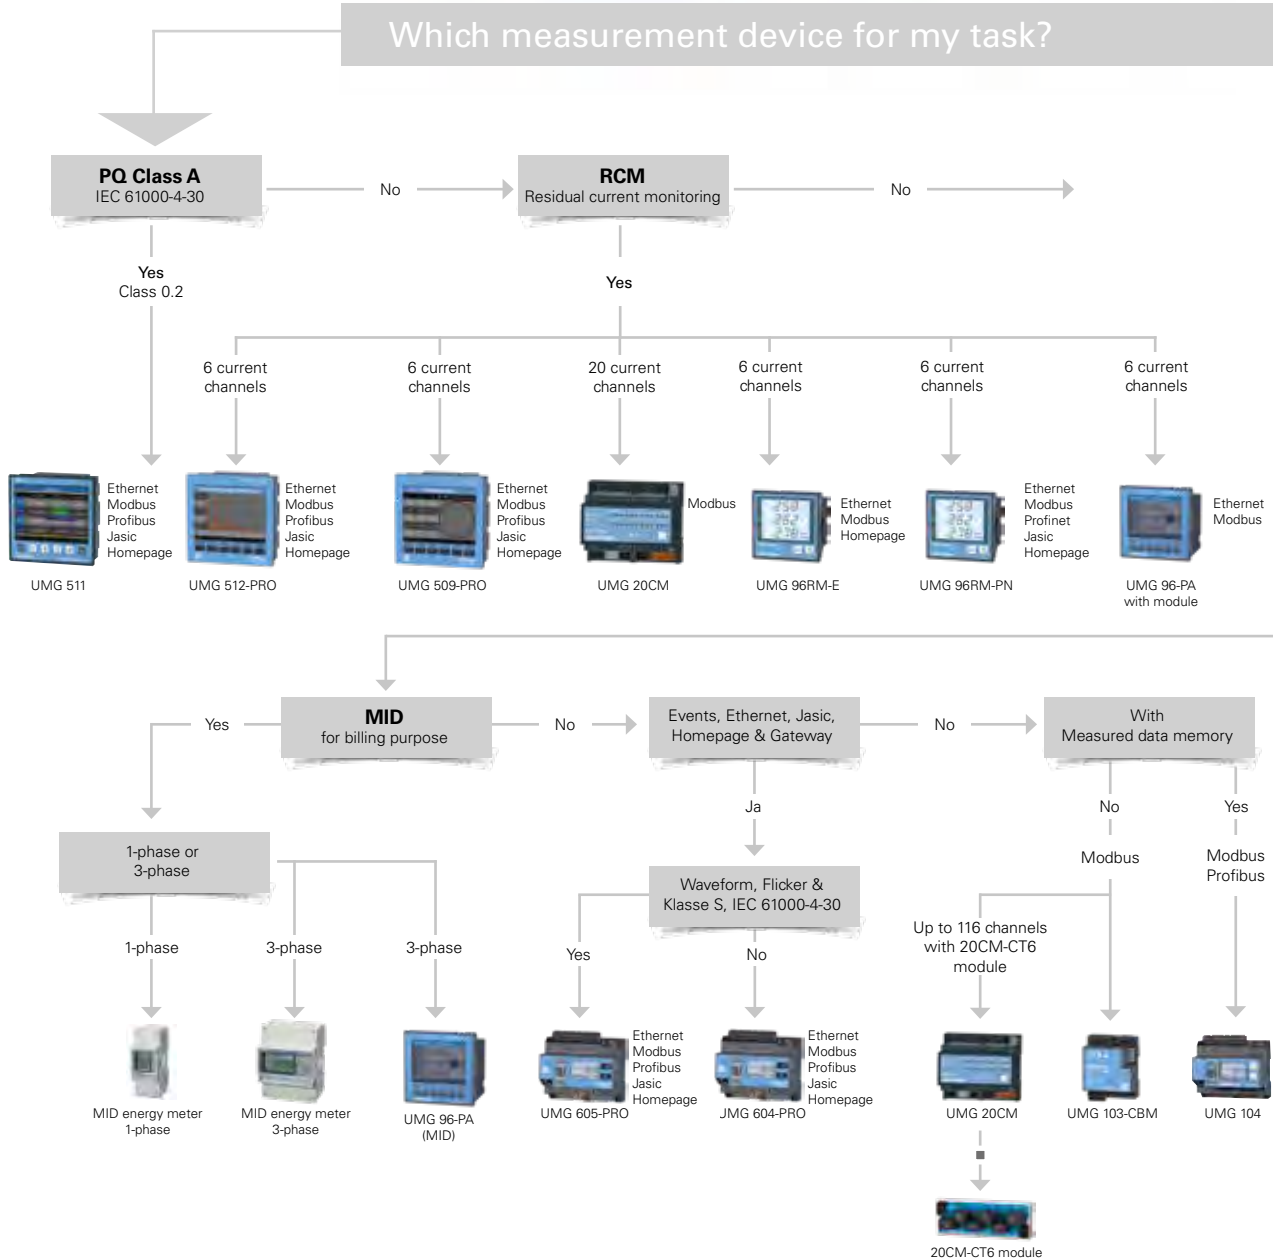 Which measurement device for my task?
PQ Class A
IEC 61000-4-30
No
RCM
Residual current monitoring
No
Yes
Class 0.2
Yes
6 current
channels
6 current
channels
20 current
channels
6 current
channels
6 current
channels
6 current
channels
Ethernet
Modbus
Profibus
Jasic
Homepage
UMG 511
Ethernet
Modbus
Profibus
Jasic
Homepage
UMG 512-PRO
Ethernet
Modbus
Profibus
Jasic
Homepage
UMG 509-PRO
Modbus
UMG 20CM
Ethernet
Modbus
Homepage
UMG 96RM-E
Ethernet
Modbus
Profinet
Jasic
Homepage
UMG 96RM-PN
Ethernet
Modbus
UMG 96-PA
with module
Yes
MID
for billing purpose
No
Events, Ethernet, Jasic,
Homepage & Gateway
No
With
Measured data memory
Ja
No
Yes
1-phase or
3-phase
Modbus
Modbus
Profibus
Waveform, Flicker &
Klasse S, IEC 61000-4-30
1-phase
3-phase
3-phase
Yes
No
Up to 116 channels
with 20CM-CT6
module
MID energy meter
1-phase
MID energy meter
3-phase
UMG 96-PA
(MID)
Ethernet
Modbus
Profibus
Jasic
Homepage
UMG 605-PRO
Ethernet
Modbus
Profibus
Jasic
Homepage
UMG 604-PRO
UMG 20CM
UMG 103-CBM
UMG 104
20CM-CT6 module